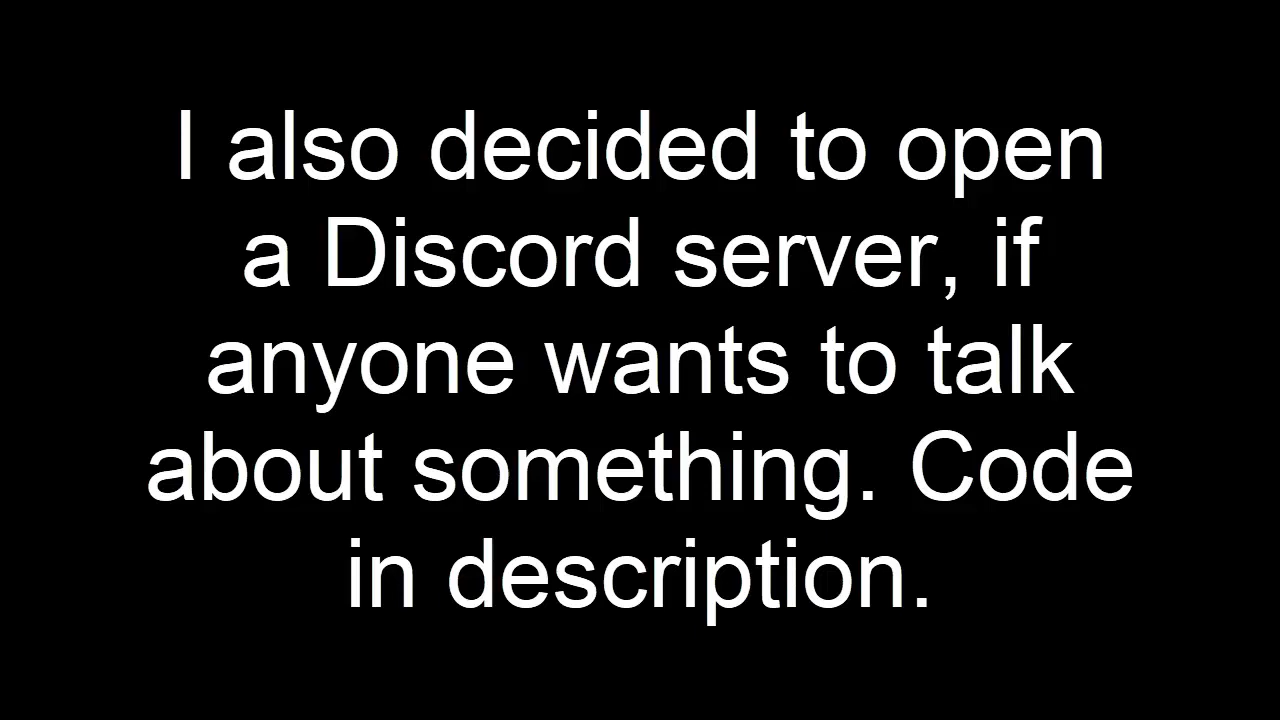 I also decided to open
a Discord server, if
anyone wants to talk
about something. Code
in description.